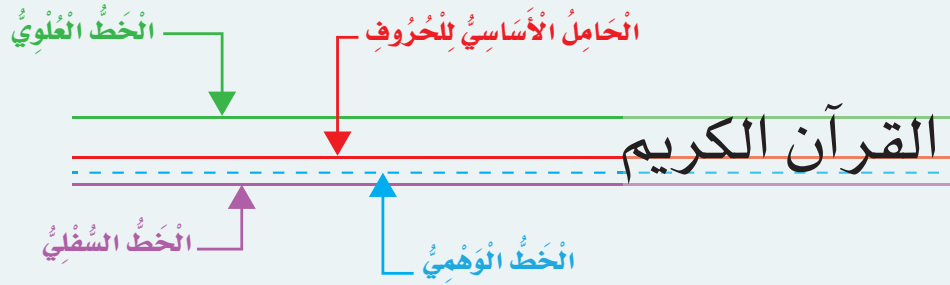 الْحَامِلُ الْأَسَاسِيُّ لِلْحُرُوفِ
الْخَطُّ الْعُلْوِيُّ
القرآن الكريم
الْخَطُّ السُّفْلِيُّ
الْخَطُّ الْوَهْمِيُّ